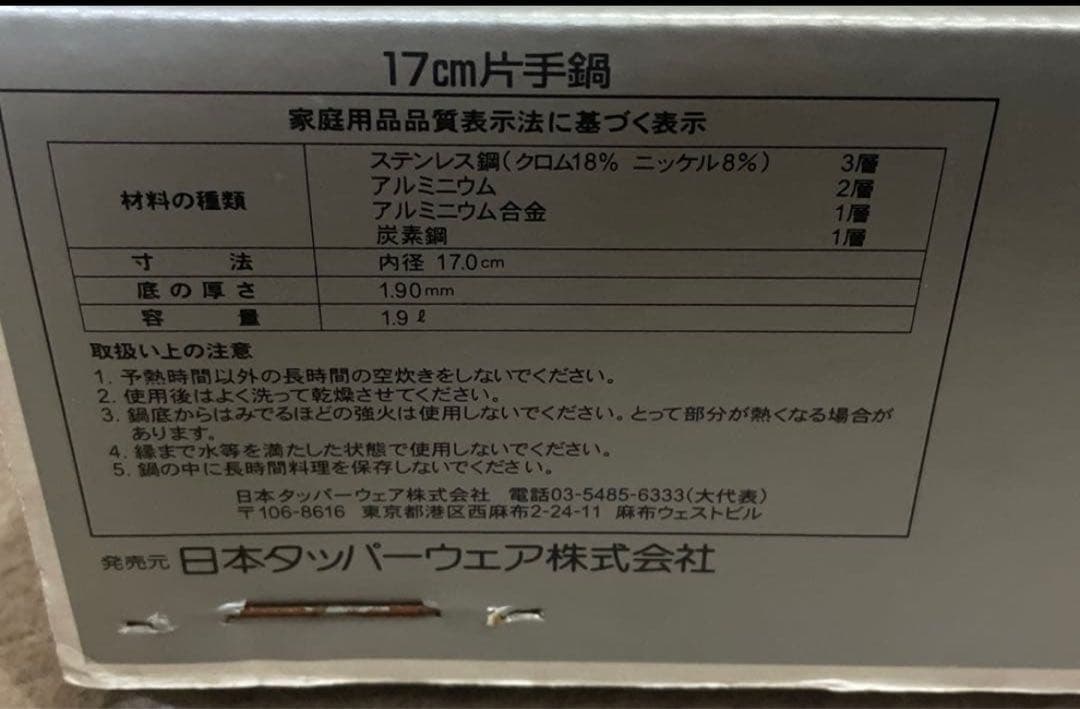 17cm片手鍋
家庭用品品質表示法に基づく表示
材料の種類
ステンレス鋼(クロム18% ニッケル8%) 3層
アルミニウム 2層
アルミニウム合金 1層
炭素鋼 1層
寸法 内径 17.0cm
底の厚さ 1.90mm
容量 1.9ℓ
取扱い上の注意
1. 予熱時間以外の長時間の空炊きをしないでください。
2. 使用後はよく洗って乾燥させてください。
3. 鍋底からはみでるほどの強火は使用しないでください。とって部分が熱くなる場合が
あります。
4. 縁まで水等を満たした状態で使用しないでください。
5. 鍋の中に長時間料理を保存しないでください。
日本タッパーウェア株式会社 電話03-5485-6333(大代表)
〒106-8616 東京都港区西麻布2-24-11 麻布ウェストビル
発売元 日本タッパーウェア株式会社